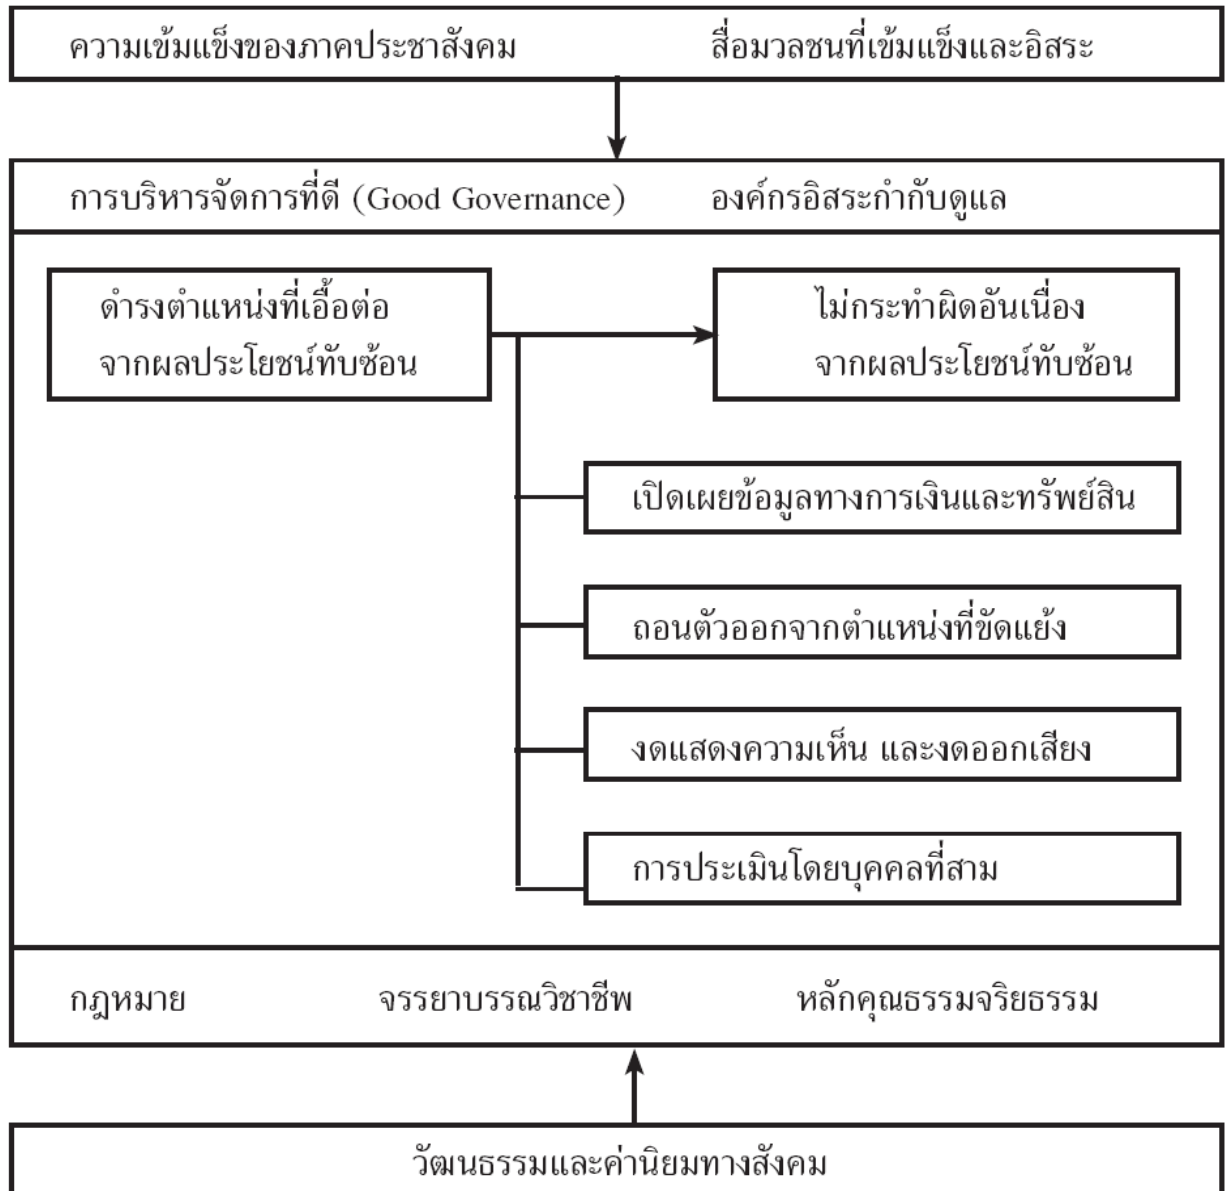 ความเข้มแข็งของภาคประชาสังคม สื่อมวลชนที่เข้มแข็งและอิสระ
การบริหารจัดการที่ดี (Good Governance) องค์กรอิสระกำกับดูแล
ดำรงตำแหน่งที่เอื้อต่อ
จากผลประโยชน์ทับซ้อน
ไม่กระทำผิดอันเนื่อง
จากผลประโยชน์ทับซ้อน
เปิดเผยข้อมูลทางการเงินและทรัพย์สิน
ถอนตัวออกจากตำแหน่งที่ขัดแย้ง
งดแสดงความเห็น และงดออกเสียง
การประเมินโดยบุคคลที่สาม
กฎหมาย จรรยาบรรณวิชาชีพ หลักคุณธรรมจริยธรรม
วัฒนธรรมและค่านิยมทางสังคม